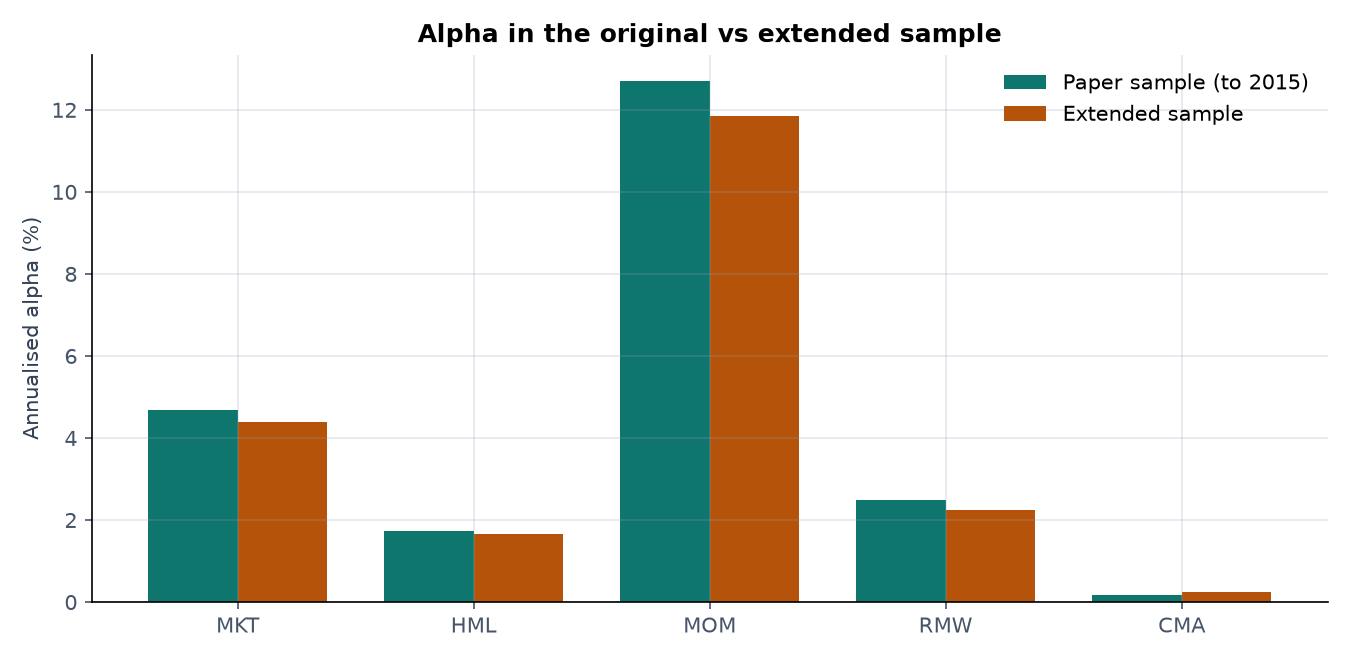 Alpha in the original vs extended sample
Paper sample (to 2015)
Extended sample
Annualised alpha (%)
12
10
8
6
4
2
0
MKT HML MOM RMW CMA